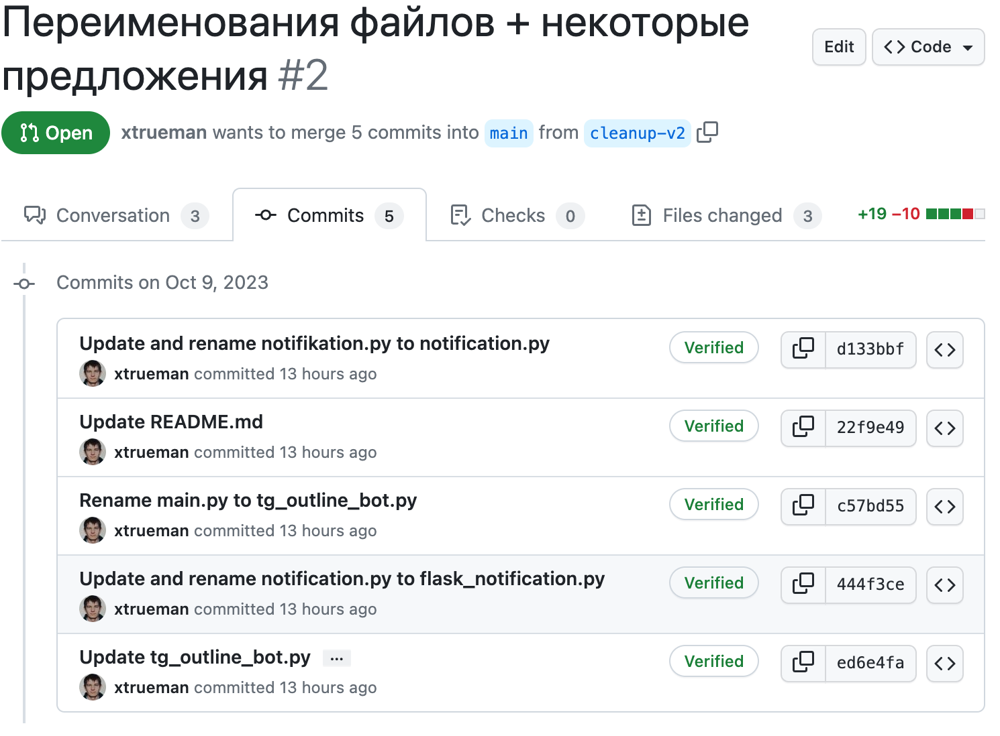 Переименования файлов + некоторые
предложения #2
Edit
Code
Open
xtrueman wants to merge 5 commits into main from cleanup-v2
Conversation 3
Commits 5
Checks 0
Files changed 3
+19 −10
Commits on Oct 9, 2023
Update and rename notifikation.py to notification.py
xtrueman committed 13 hours ago
Verified
d133bbf
Update README.md
xtrueman committed 13 hours ago
Verified
22f9e49
Rename main.py to tg_outline_bot.py
xtrueman committed 13 hours ago
Verified
c57bd55
Update and rename notification.py to flask_notification.py
xtrueman committed 13 hours ago
Verified
444f3ce
Update tg_outline_bot.py ...
xtrueman committed 13 hours ago
Verified
ed6e4fa